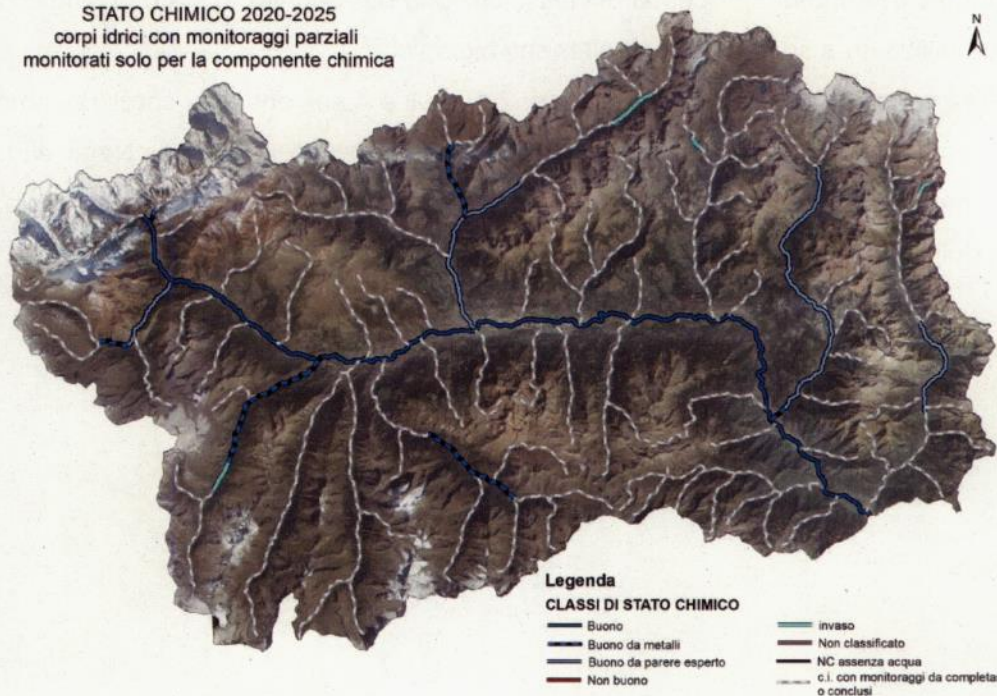 STATO CHIMICO 2020-2025
corpi idrici con monitoraggi parziali
monitorati solo per la componente chimica
N
Legenda
CLASSI DI STATO CHIMICO
Buono
Buono da metalli
Buono da parere esperto
Non buono
invaso
Non classificato
NC assenza acqua
c.i. con monitoraggi da completa
o conclusi